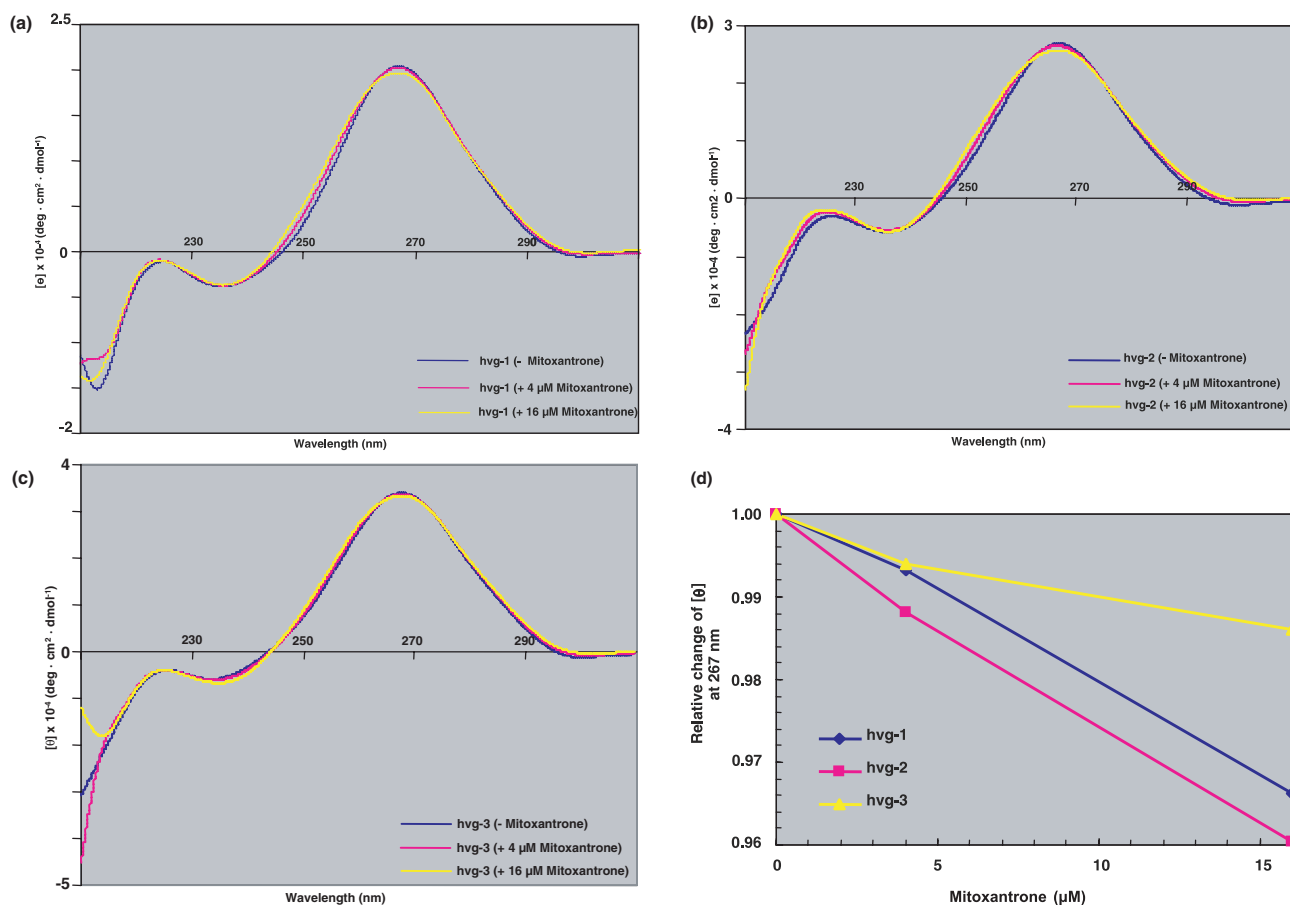 (a)
2.5
0
-2
230
250
270
290
[ɵ] x 10-4 (deg · cm2 · dmol-1)
hvg-1 (- Mitoxantrone)
hvg-1 (+ 4 µM Mitoxantrone)
hvg-1 (+ 16 µM Mitoxantrone)
Wavelength (nm)
(b)
3
0
-4
230
250
270
290
[ɵ] x 10-4 (deg · cm2 · dmol-1)
hvg-2 (- Mitoxantrone)
hvg-2 (+ 4 µM Mitoxantrone)
hvg-2 (+ 16 µM Mitoxantrone)
Wavelength (nm)
(c)
4
0
-5
230
250
270
290
[θ] x 10-4 (deg · cm2 · dmol-1)
hvg-3 (- Mitoxantrone)
hvg-3 (+ 4 µM Mitoxantrone)
hvg-3 (+ 16 µM Mitoxantrone)
Wavelength (nm)
(d)
1.00
0.99
0.98
0.97
0.96
Relative change of [θ]
at 267 nm
hvg-1
hvg-2
hvg-3
0
5
10
15
Mitoxantrone (µM)